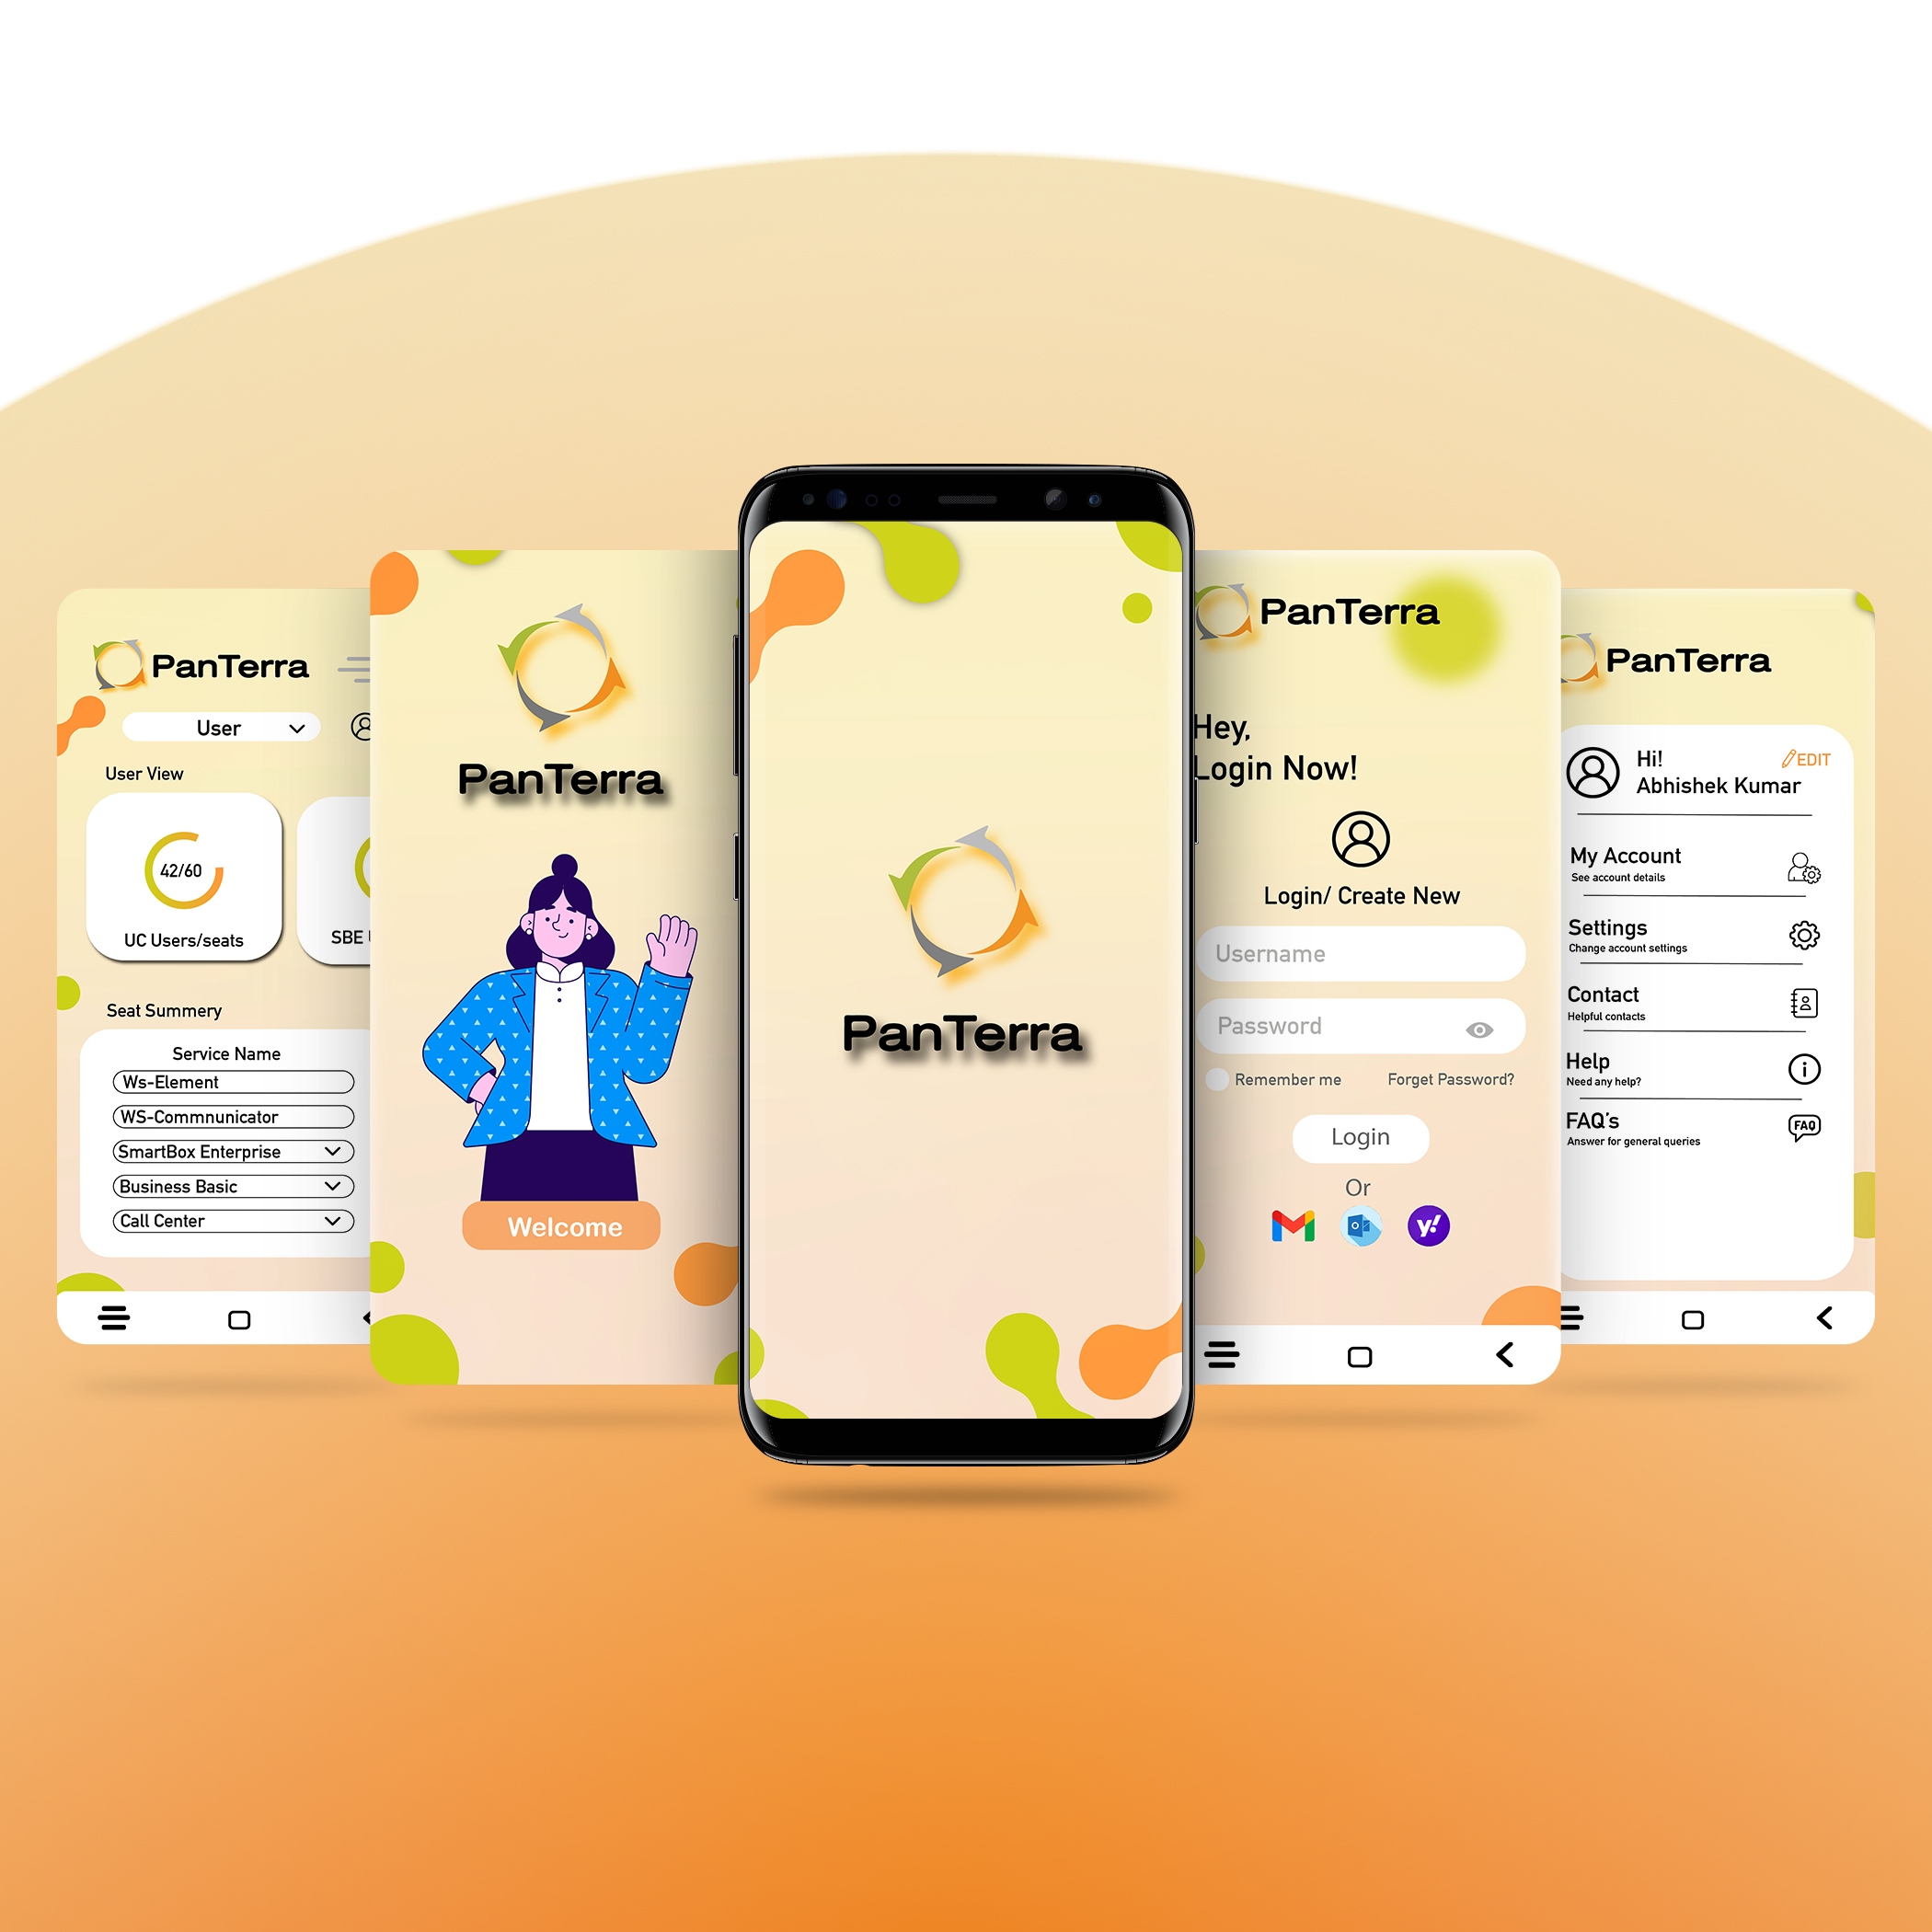 PanTerra
User
User View
42/60
UC Users/seats
SBE
Seat Summery
Service Name
Ws-Element
WS-Commnunicator
SmartBox Enterprise
Business Basic
Call Center
PanTerra
Welcome
PanTerra
PanTerra
Hey,
Login Now!
Login/ Create New
Username
Password
Remember me Forget Password?
Login
Or
y!
PanTerra
Hi!
EDIT
Abhishek Kumar
My Account
See account details
Settings
Change account settings
Contact
Helpful contacts
Help
Need any help?
FAQ's
Answer for general queries
FAQ